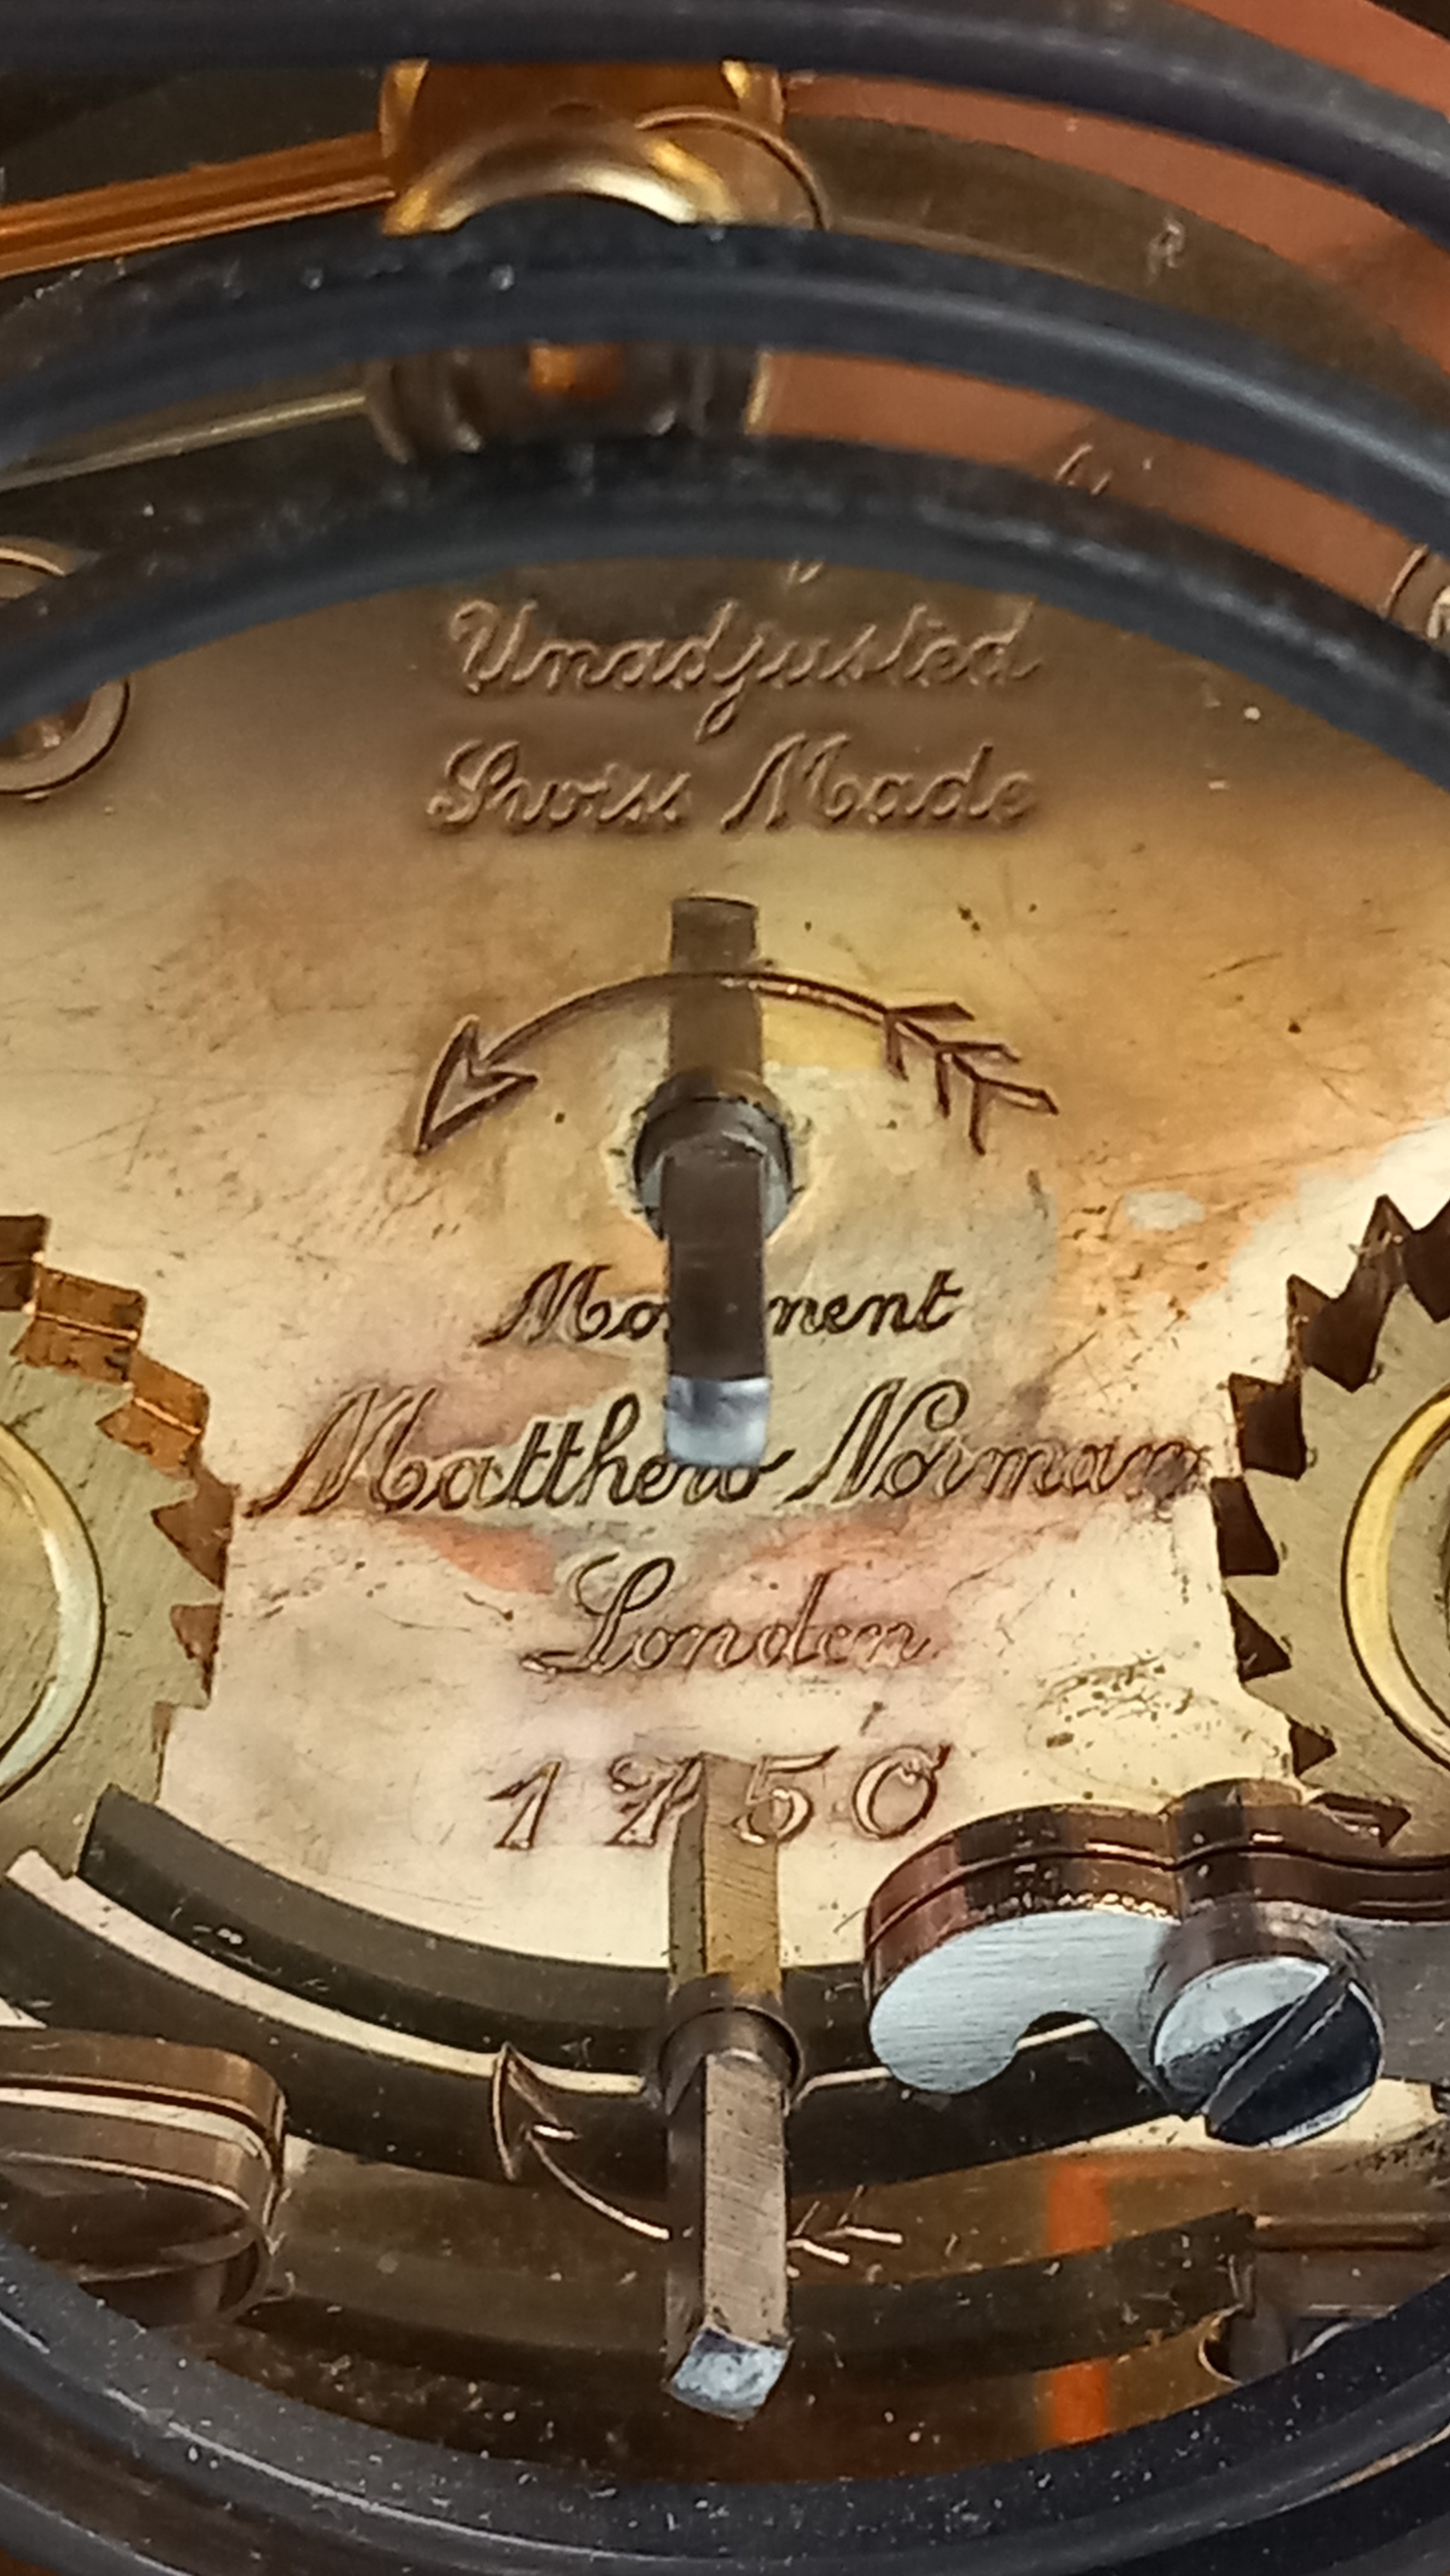 Unadjusted
Swiss Made
Movement
Matthew Norman
London
1750